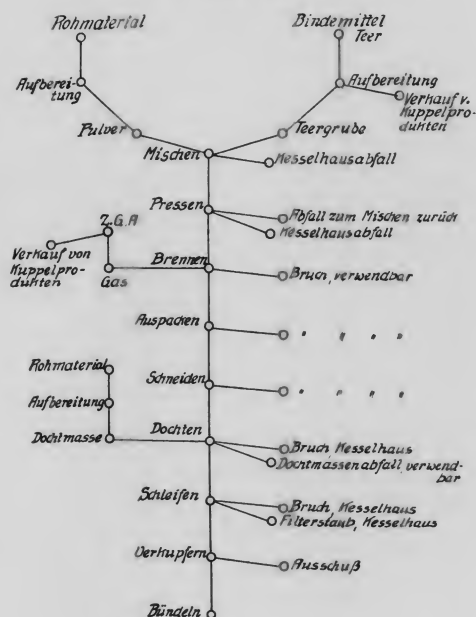 Rohmaterial
Bindemittel
Teer
Aufberei-
tung
Aufbereitung
Verkauf v.
Kuppelpro-
dukten
Pulver
Teergrube
Mischen
Kesselhausabfall
Pressen
Abfall zum Mischen zurück
Kesselhausabfall
Z.G.A
Verkauf von
Kuppelpro-
dukten
Gas
Brennen
Bruch, verwendbar
Auspacken
" " " "
Rohmaterial
Schneiden
" " " "
Aufbereitung
Dochtmasse
Dochten
Bruch, Kesselhaus
Dochtmassenabfall, verwend-
bar
Schleifen
Bruch, Kesselhaus
Filterstaub, Kesselhaus
Verkupfern
Ausschuß
Bündeln